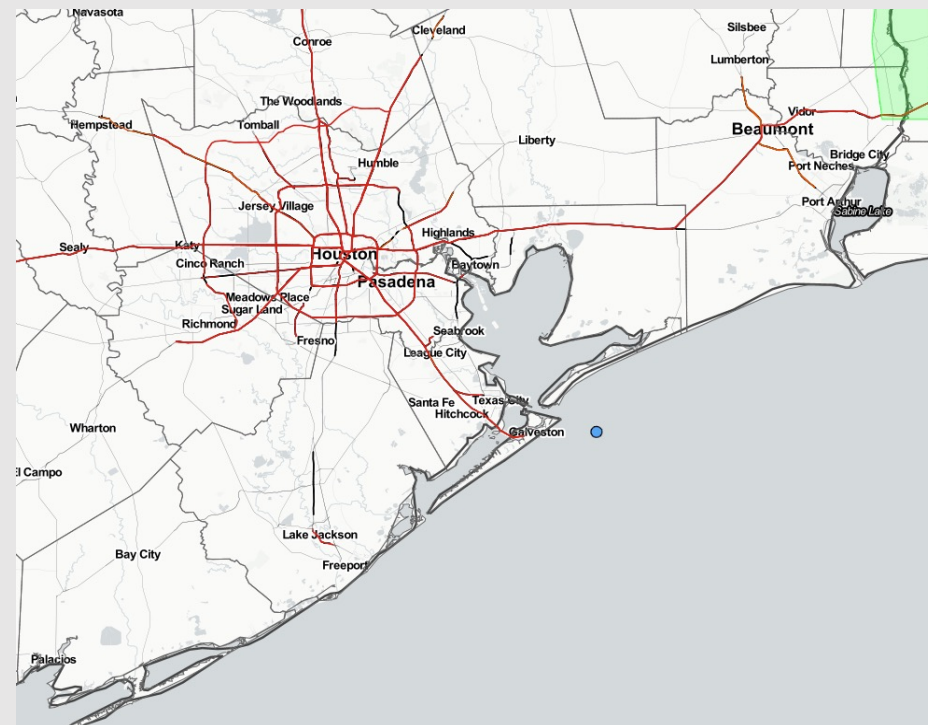 Navasota
Cleveland
Silsbee
Conroe
Lumberton
The Woodlands
Vidor
Hempstead
Tomball
Beaumont
Liberty
Bridge City
Humble
Port Neches
Jersey Village
Port Arthur
Sabine Lake
Highlands
Sealy
Katy
Houston
Cinco Ranch
Baytown
Pasadena
Meadows Place
Sugar Land
Richmond
Seabrook
Fresno
League City
Santa Fe
Texas City
Hitchcock
Wharton
Galveston
El Campo
Lake Jackson
Bay City
Freeport
Palacios